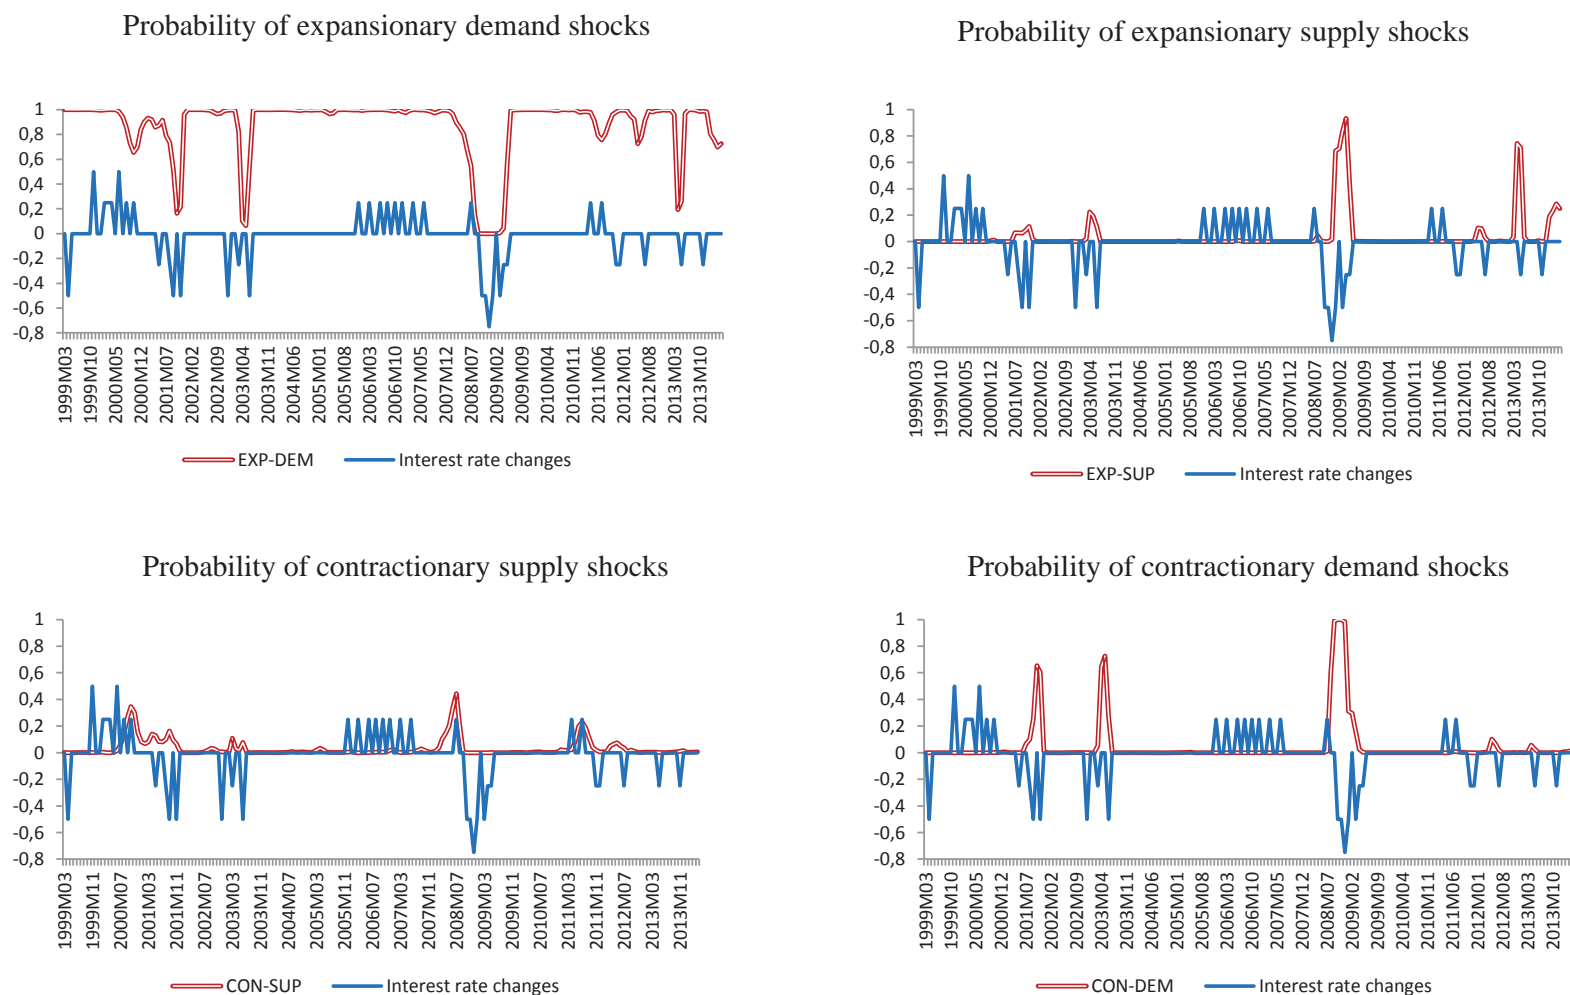 Probability of expansionary demand shocks
1
0,8
0,6
0,4
0,2
0
-0,2
-0,4
-0,6
-0,8
1999M03
1999M10
2000M05
2000M12
2001M07
2002M02
2002M09
2003M04
2003M11
2004M06
2005M01
2005M08
2006M03
2006M10
2007M05
2007M12
2008M07
2009M02
2009M09
2010M04
2010M11
2011M06
2012M01
2012M08
2013M03
2013M10
EXP-DEM Interest rate changes
Probability of expansionary supply shocks
1
0,8
0,6
0,4
0,2
0
-0,2
-0,4
-0,6
-0,8
1999M03
1999M10
2000M05
2000M12
2001M07
2002M02
2002M09
2003M04
2003M11
2004M06
2005M01
2005M08
2006M03
2006M10
2007M05
2007M12
2008M07
2009M02
2009M09
2010M04
2010M11
2011M06
2012M01
2012M08
2013M03
2013M10
EXP-SUP Interest rate changes
Probability of contractionary supply shocks
1
0,8
0,6
0,4
0,2
0
-0,2
-0,4
-0,6
-0,8
1999M03
1999M11
2000M07
2001M03
2001M11
2002M07
2003M03
2003M11
2004M07
2005M03
2005M11
2006M07
2007M03
2007M11
2008M07
2009M03
2009M11
2010M07
2011M03
2011M11
2012M07
2013M03
2013M11
CON-SUP Interest rate changes
Probability of contractionary demand shocks
1
0,8
0,6
0,4
0,2
0
-0,2
-0,4
-0,6
-0,8
1999M03
1999M10
2000M05
2000M12
2001M07
2002M02
2002M09
2003M04
2003M11
2004M06
2005M01
2005M08
2006M03
2006M10
2007M05
2007M12
2008M07
2009M02
2009M09
2010M04
2010M11
2011M06
2012M01
2012M08
2013M03
2013M10
CON-DEM Interest rate changes